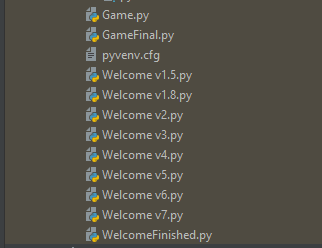 Game.py
GameFinal.py
pyvenv.cfg
Welcome v1.5.py
Welcome v1.8.py
Welcome v2.py
Welcome v3.py
Welcome v4.py
Welcome v5.py
Welcome v6.py
Welcome v7.py
WelcomeFinished.py